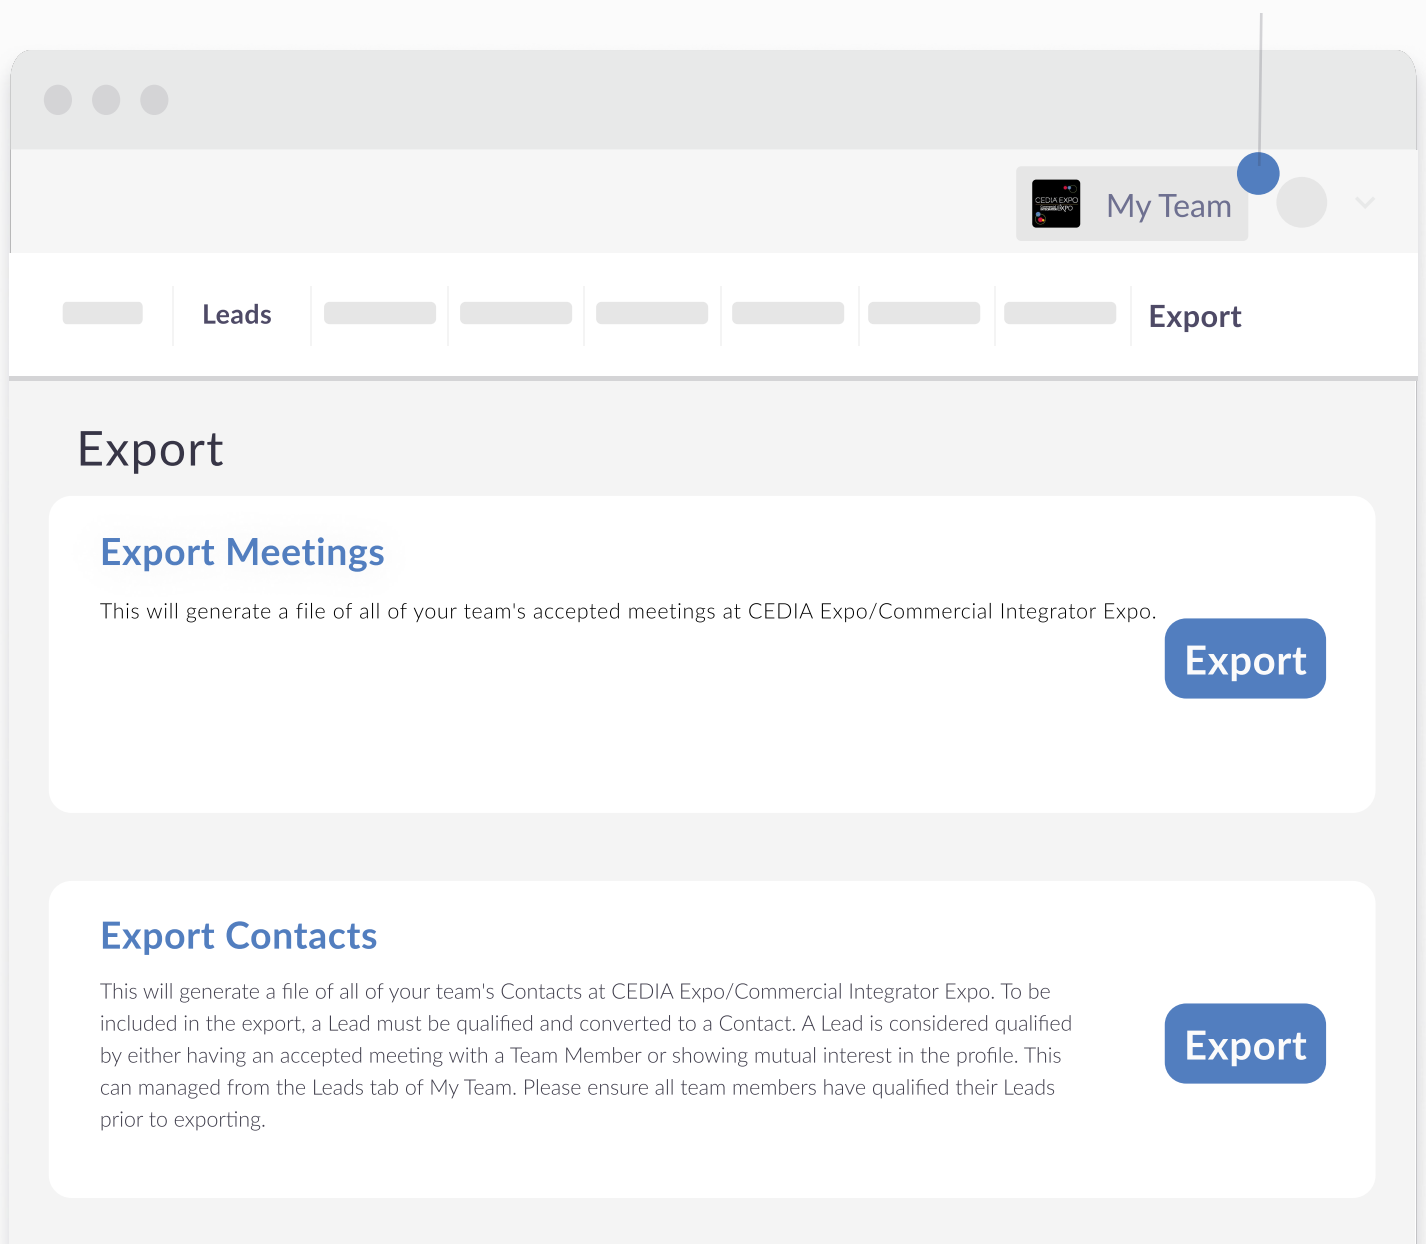 CEDIA EXPO
My Team
Leads
Export
Export
Export Meetings
This will generate a file of all of your team's accepted meetings at CEDIA Expo/Commercial Integrator Expo.
Export
Export Contacts
This will generate a file of all of your team's Contacts at CEDIA Expo/Commercial Integrator Expo. To be
included in the export, a Lead must be qualified and converted to a Contact. A Lead is considered qualified
by either having an accepted meeting with a Team Member or showing mutual interest in the profile. This
can managed from the Leads tab of My Team. Please ensure all team members have qualified their Leads
prior to exporting.
Export